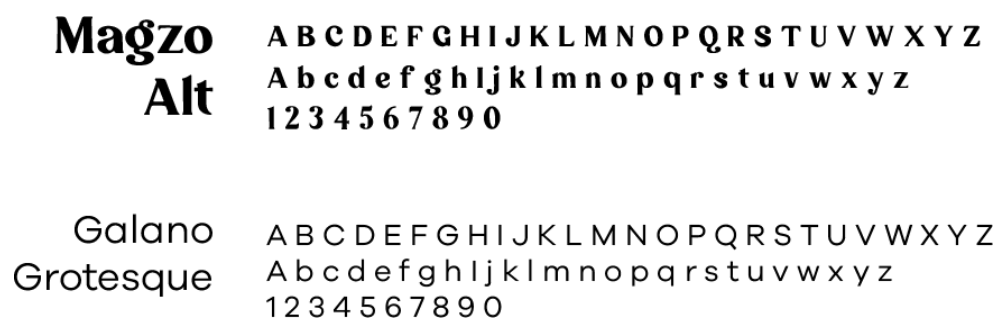 Magzo
Alt
A B C D E F G H I J K L M N O P Q R S T U V W X Y Z
A b c d e f g h I j k l m n o p q r s t u v w x y z
1 2 3 4 5 6 7 8 9 0
Galano
Grotesque
A B C D E F G H I J K L M N O P Q R S T U V W X Y Z
A b c d e f g h I j k l m n o p q r s t u v w x y z
1 2 3 4 5 6 7 8 9 0